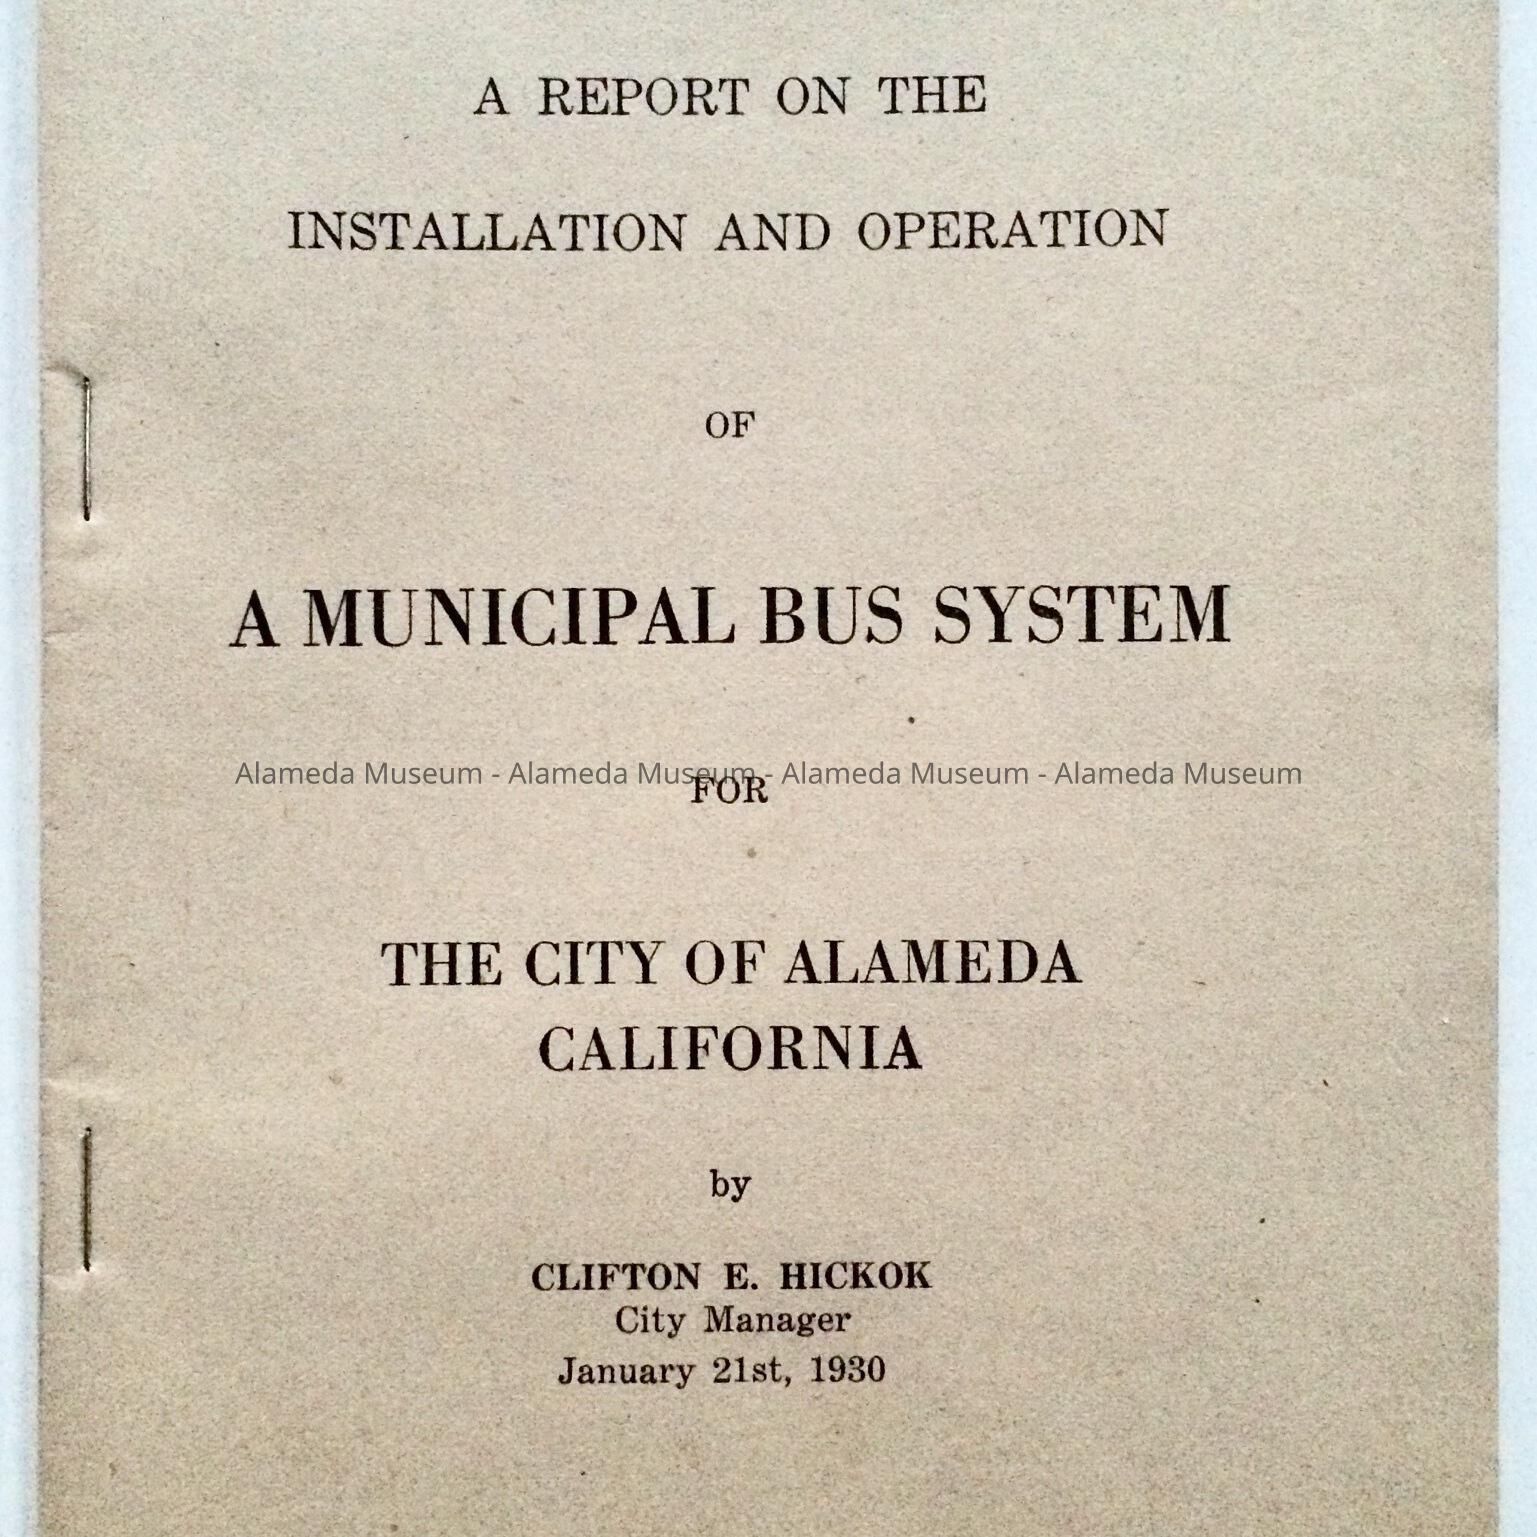 A REPORT ON THE
INSTALLATION AND OPERATION
OF
A MUNICIPAL BUS SYSTEM
Alameda Museum - Alameda Museum - Alameda Museum - Alameda Museum
FOR
THE CITY OF ALAMEDA
CALIFORNIA
by
CLIFTON E. HICKOK
City Manager
January 21st, 1930